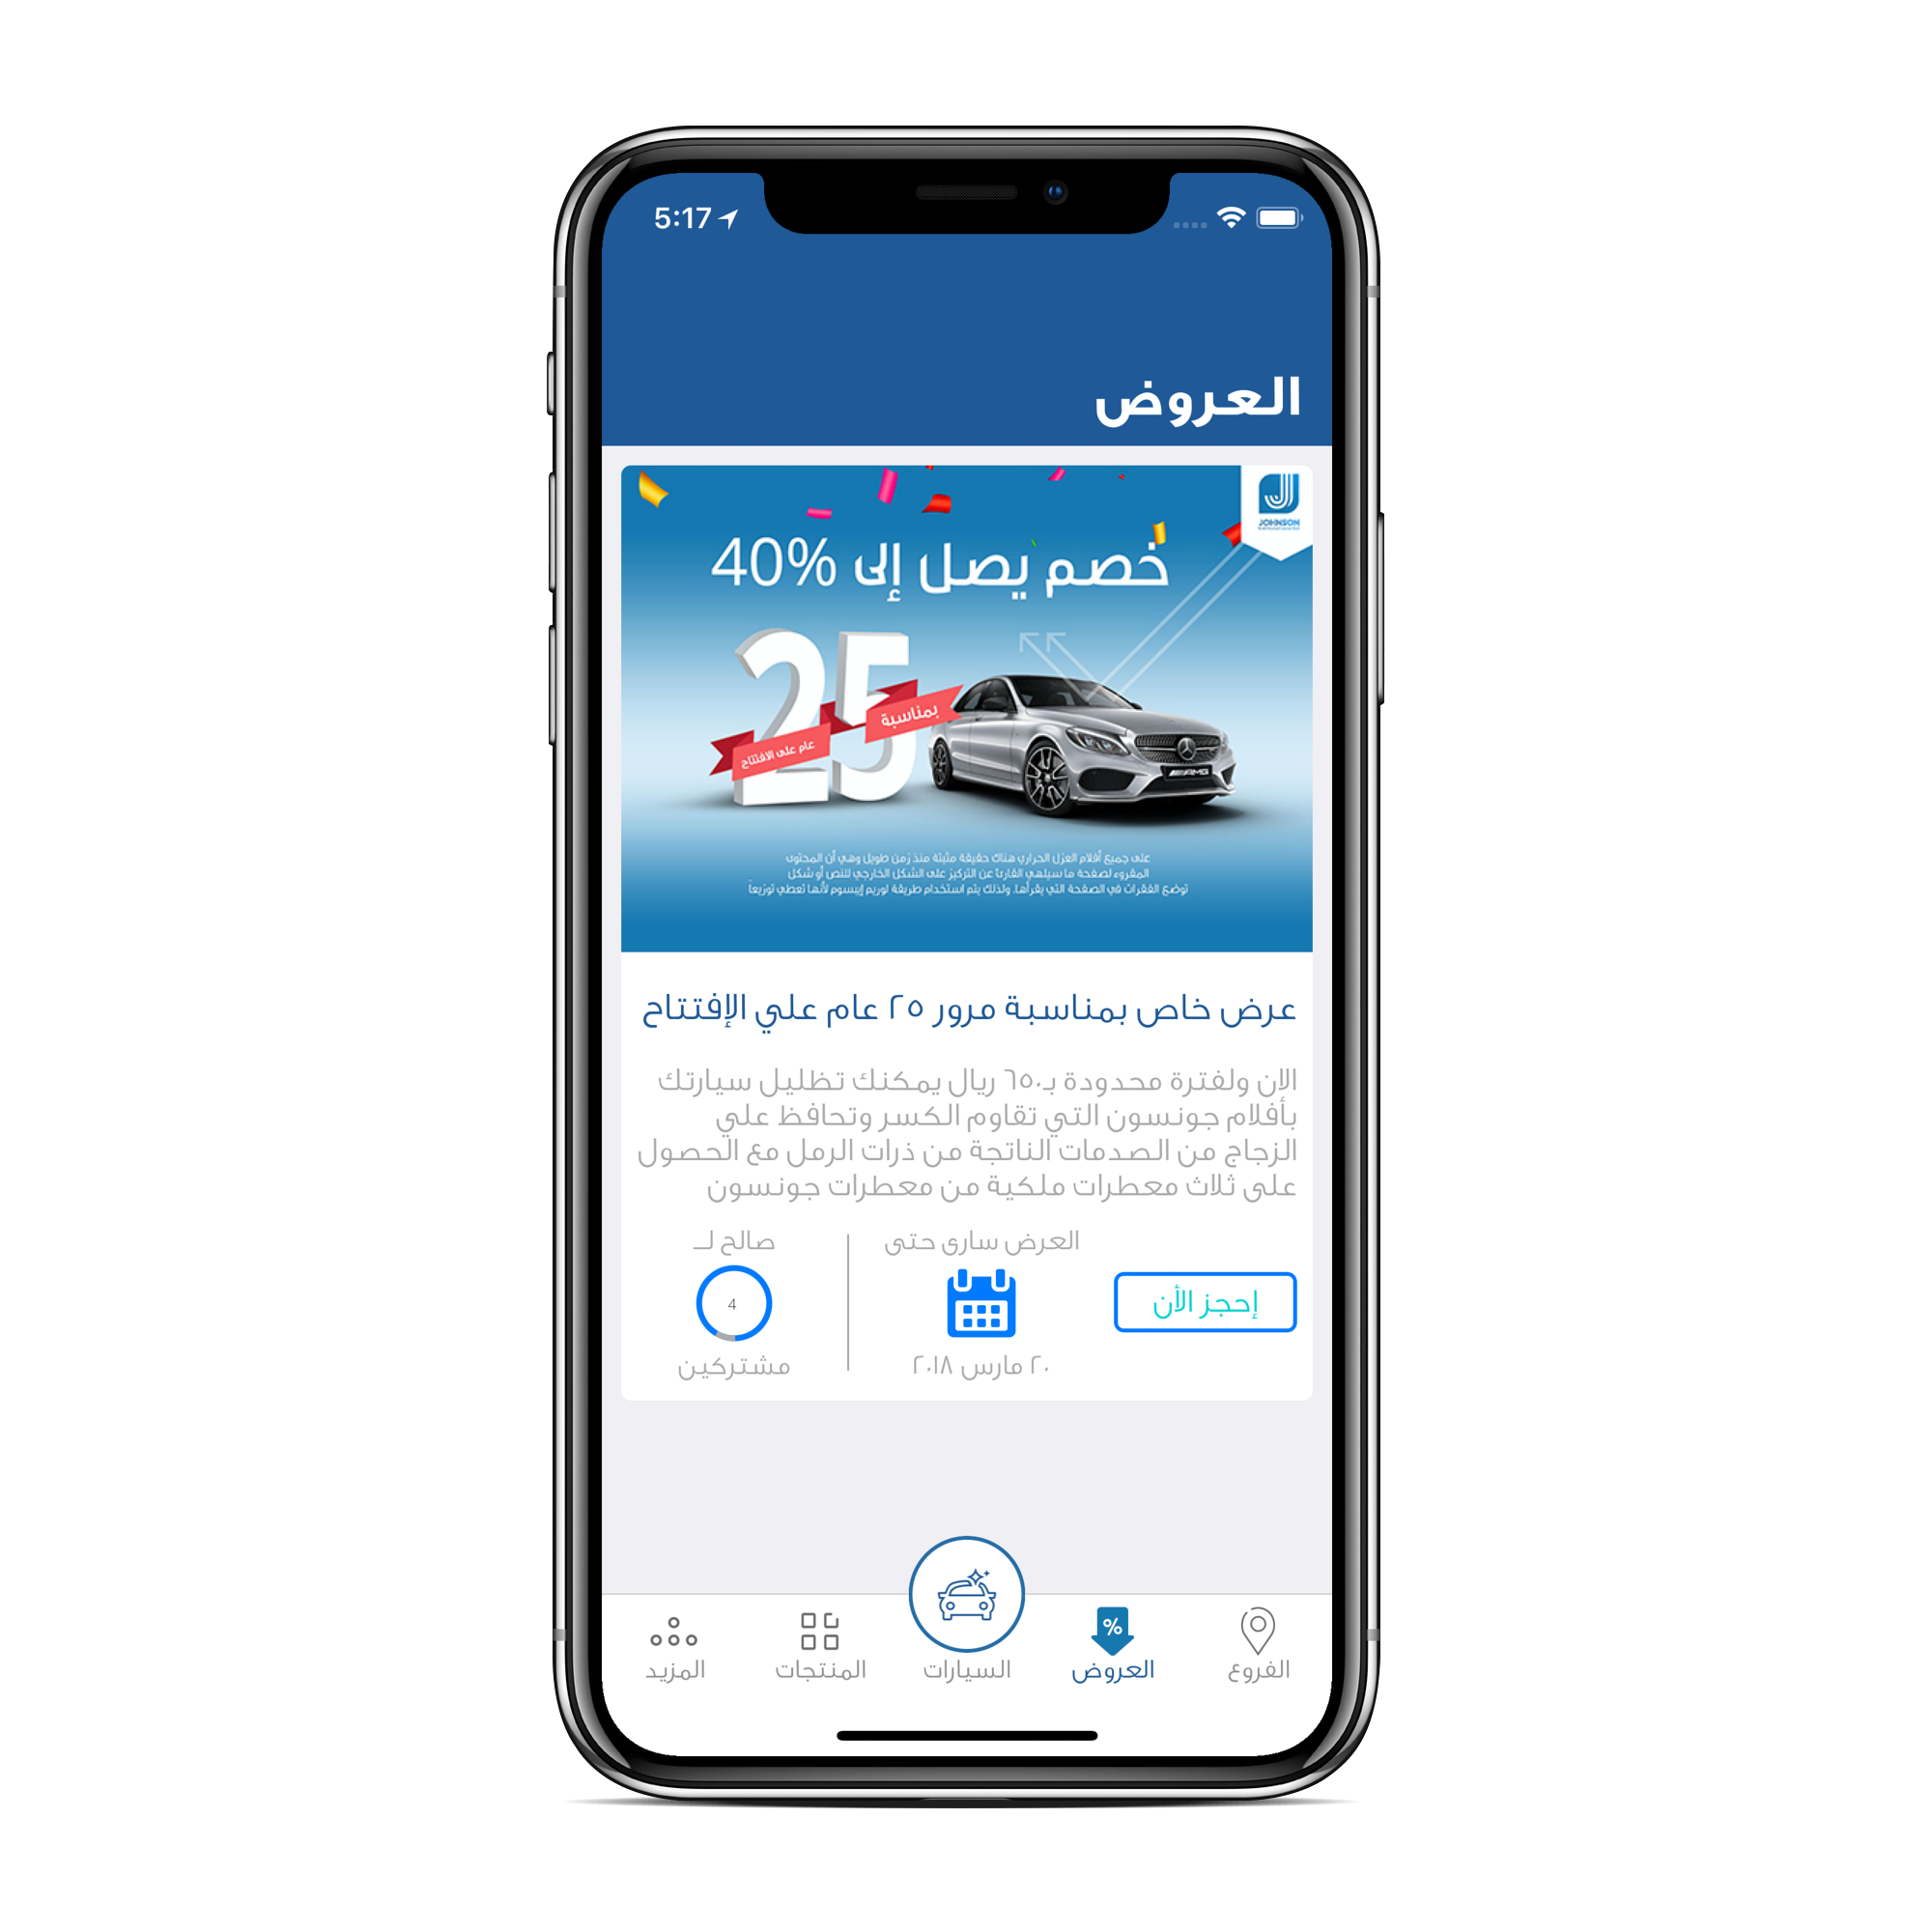 5:17
العروض
JOHNSON
خصم يصل إلى 40%
25
بمناسبة
عام على الافتتاح
AMG
على جميع أفلام العزل الحراري هناك حقيقة مثبتة منذ زمن طويل وهي أن المحتوى
المقروء لصفحة ما سيلهي القارئ عن التركيز على الشكل الخارجي للنص أو شكل
توضع الفقرات في الصفحة التي يقرأها. ولذلك يتم استخدام طريقة لوريم إيبسوم لأنها تعطي توزيعاً
عرض خاص بمناسبة مرور ٢٥ عام علي الإفتتاح
الان ولفترة محدودة بـ٦٥٠ ريال يمكنك تظليل سيارتك
بأفلام جونسون التي تقاوم الكسر وتحافظ علي
الزجاج من الصدمات الناتجة من ذرات الرمل مع الحصول
على ثلاث معطرات ملكية من معطرات جونسون
إحجز الأن
العرض سارى حتى
٢٠ مارس ٢٠١٨
صالح لــ
4
مشتركين
الفروع
%
العروض
السيارات
المنتجات
المزيد